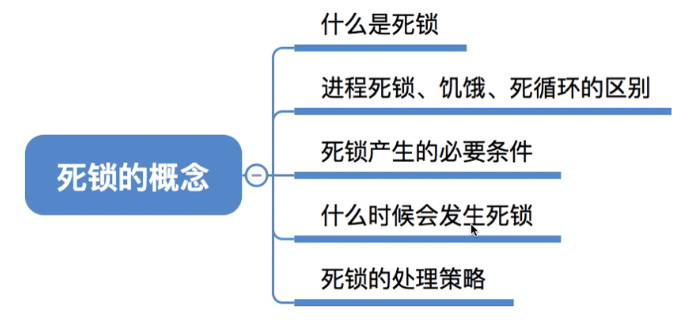 什么是死锁
进程死锁、饥饿、死循环的区别
死锁的概念
死锁产生的必要条件
什么时候会发生死锁
死锁的处理策略